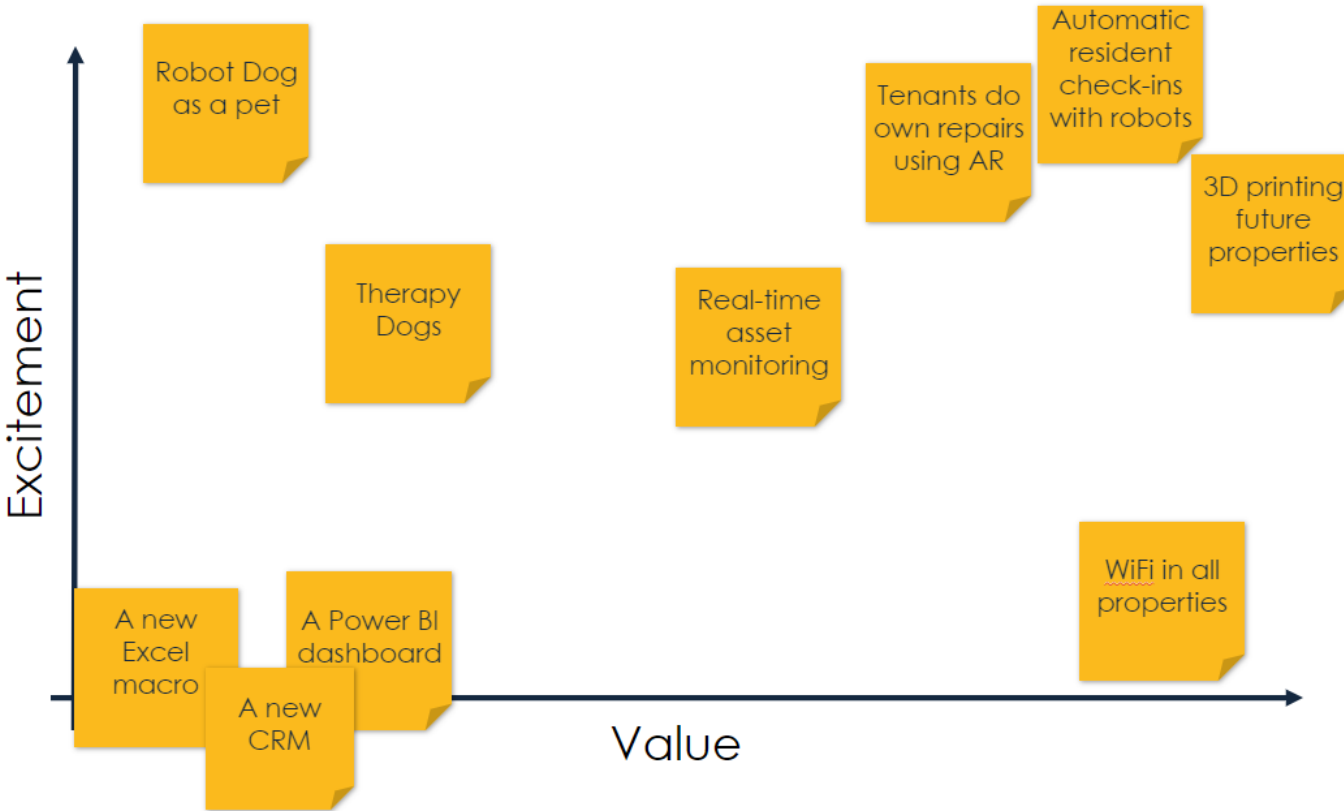 Excitement
Robot Dog
as a pet
Automatic
resident
check-ins
with robots
Tenants do
own repairs
using AR
3D printing
future
properties
Therapy
Dogs
Real-time
asset
monitoring
WiFi in all
properties
A new
Excel
macro
A Power BI
dashboard
A new
CRM
Value